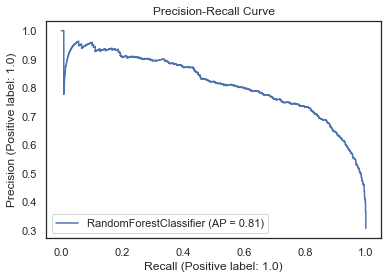 Precision-Recall Curve
Precision (Positive label: 1.0)
1.0
0.9
0.8
0.7
0.6
0.5
0.4
0.3
RandomForestClassifier (AP = 0.81)
0.0 0.2 0.4 0.6 0.8 1.0
Recall (Positive label: 1.0)